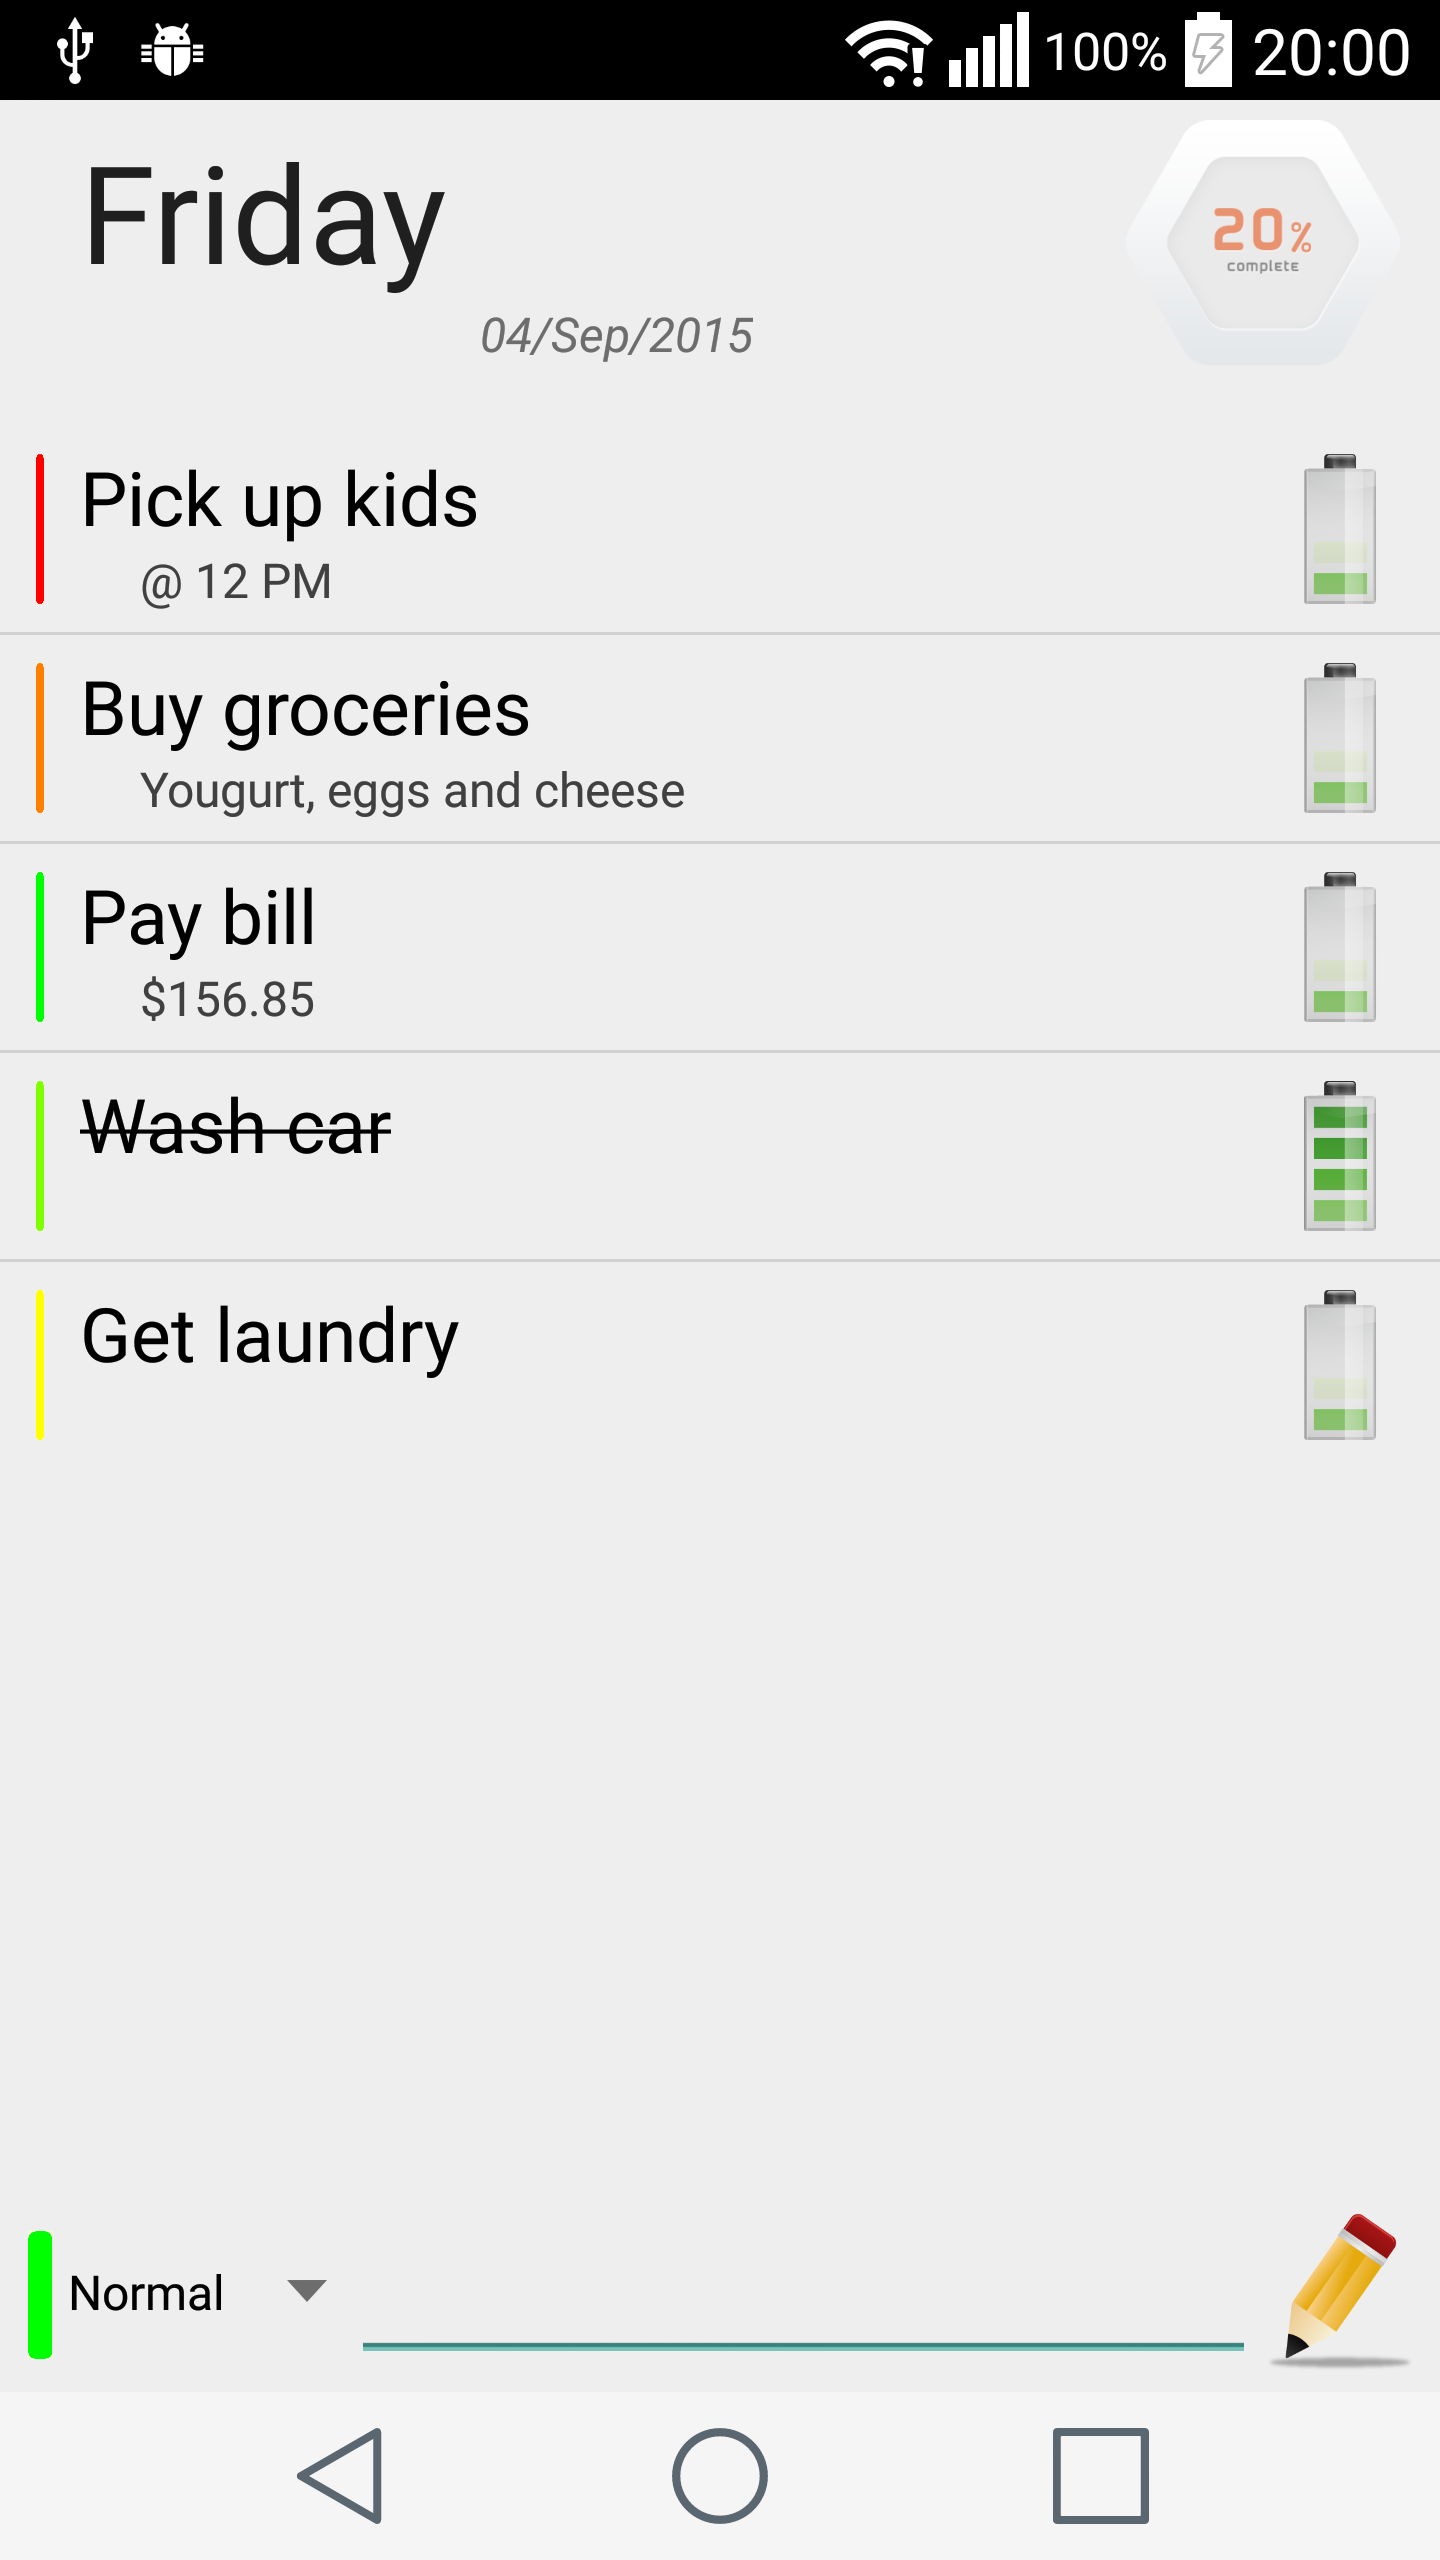 100% 20:00
Friday
20%
complete
04/Sep/2015
Pick up kids
@ 12 PM
Buy groceries
Yougurt, eggs and cheese
Pay bill
$156.85
Wash car
Get laundry
Normal